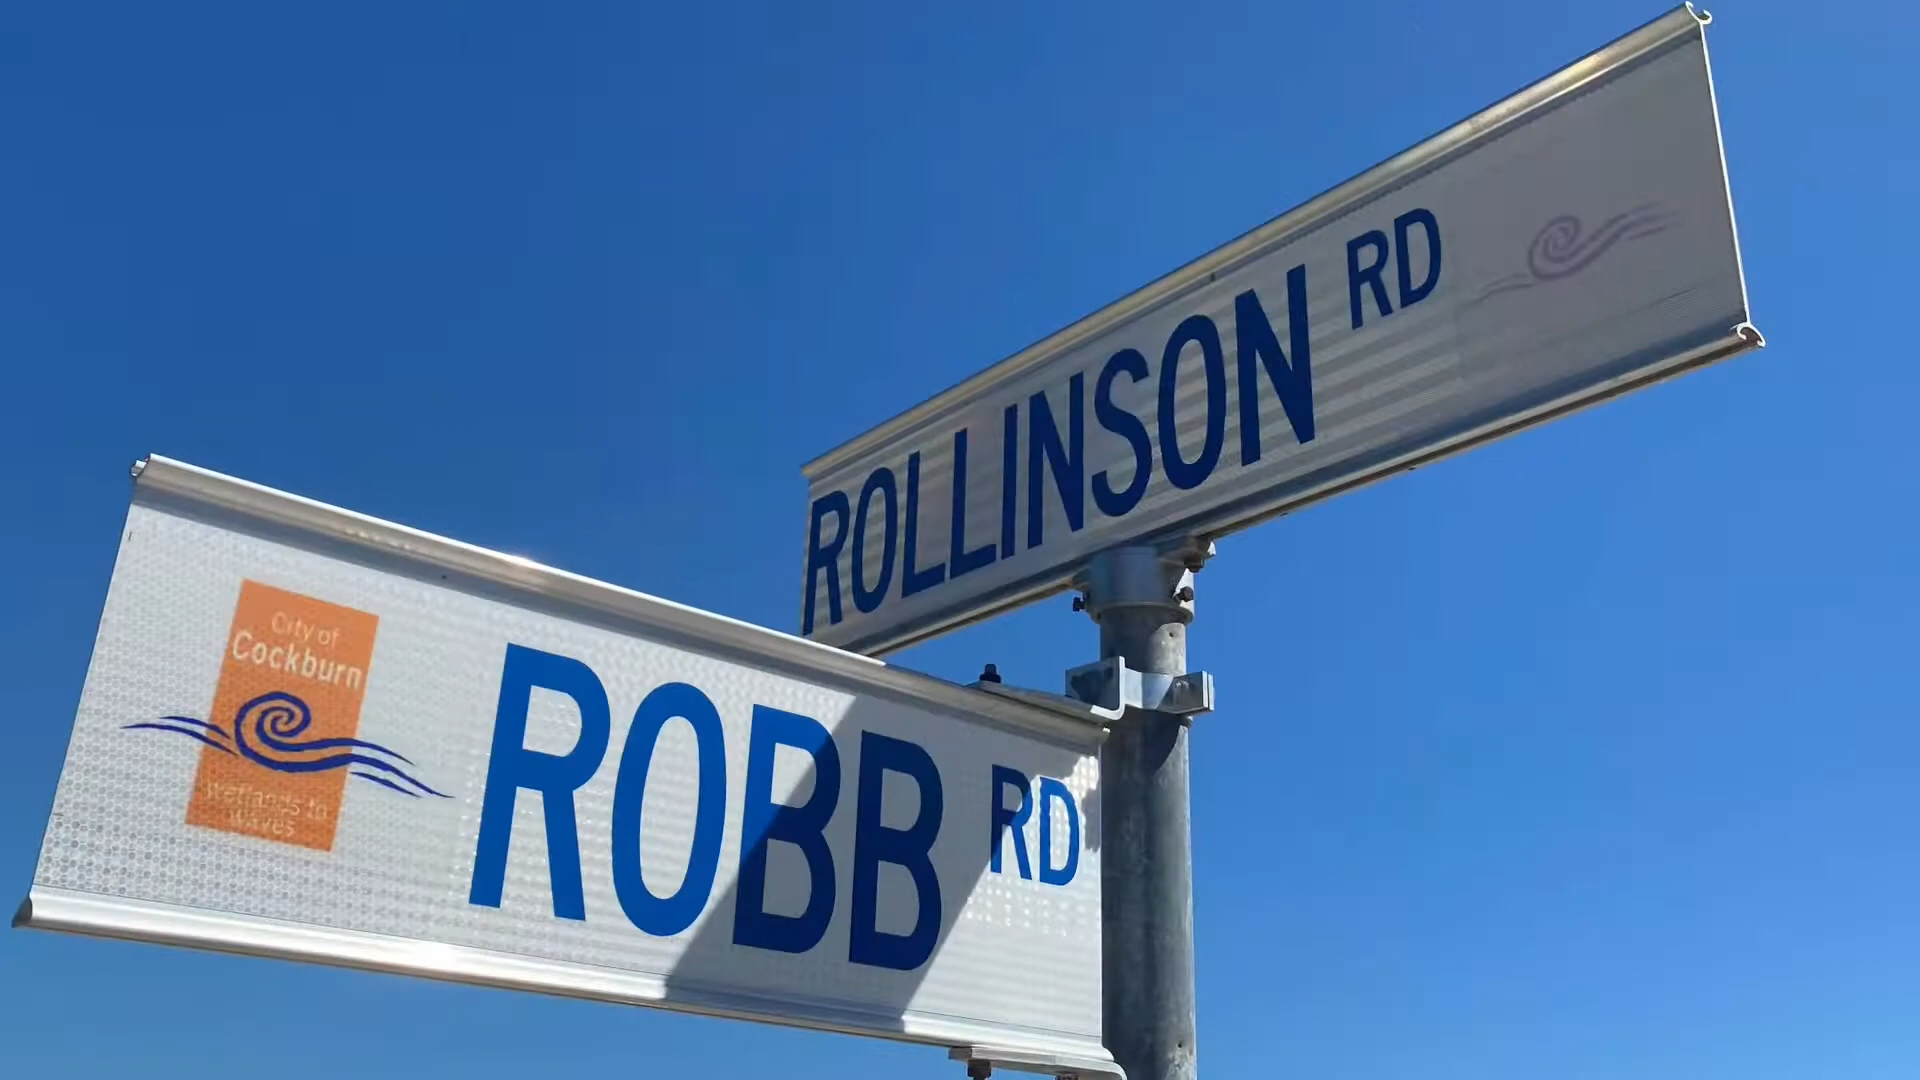 ROLLINSON RD
City of
Cockburn
Wetlands to
Waves
ROBB RD